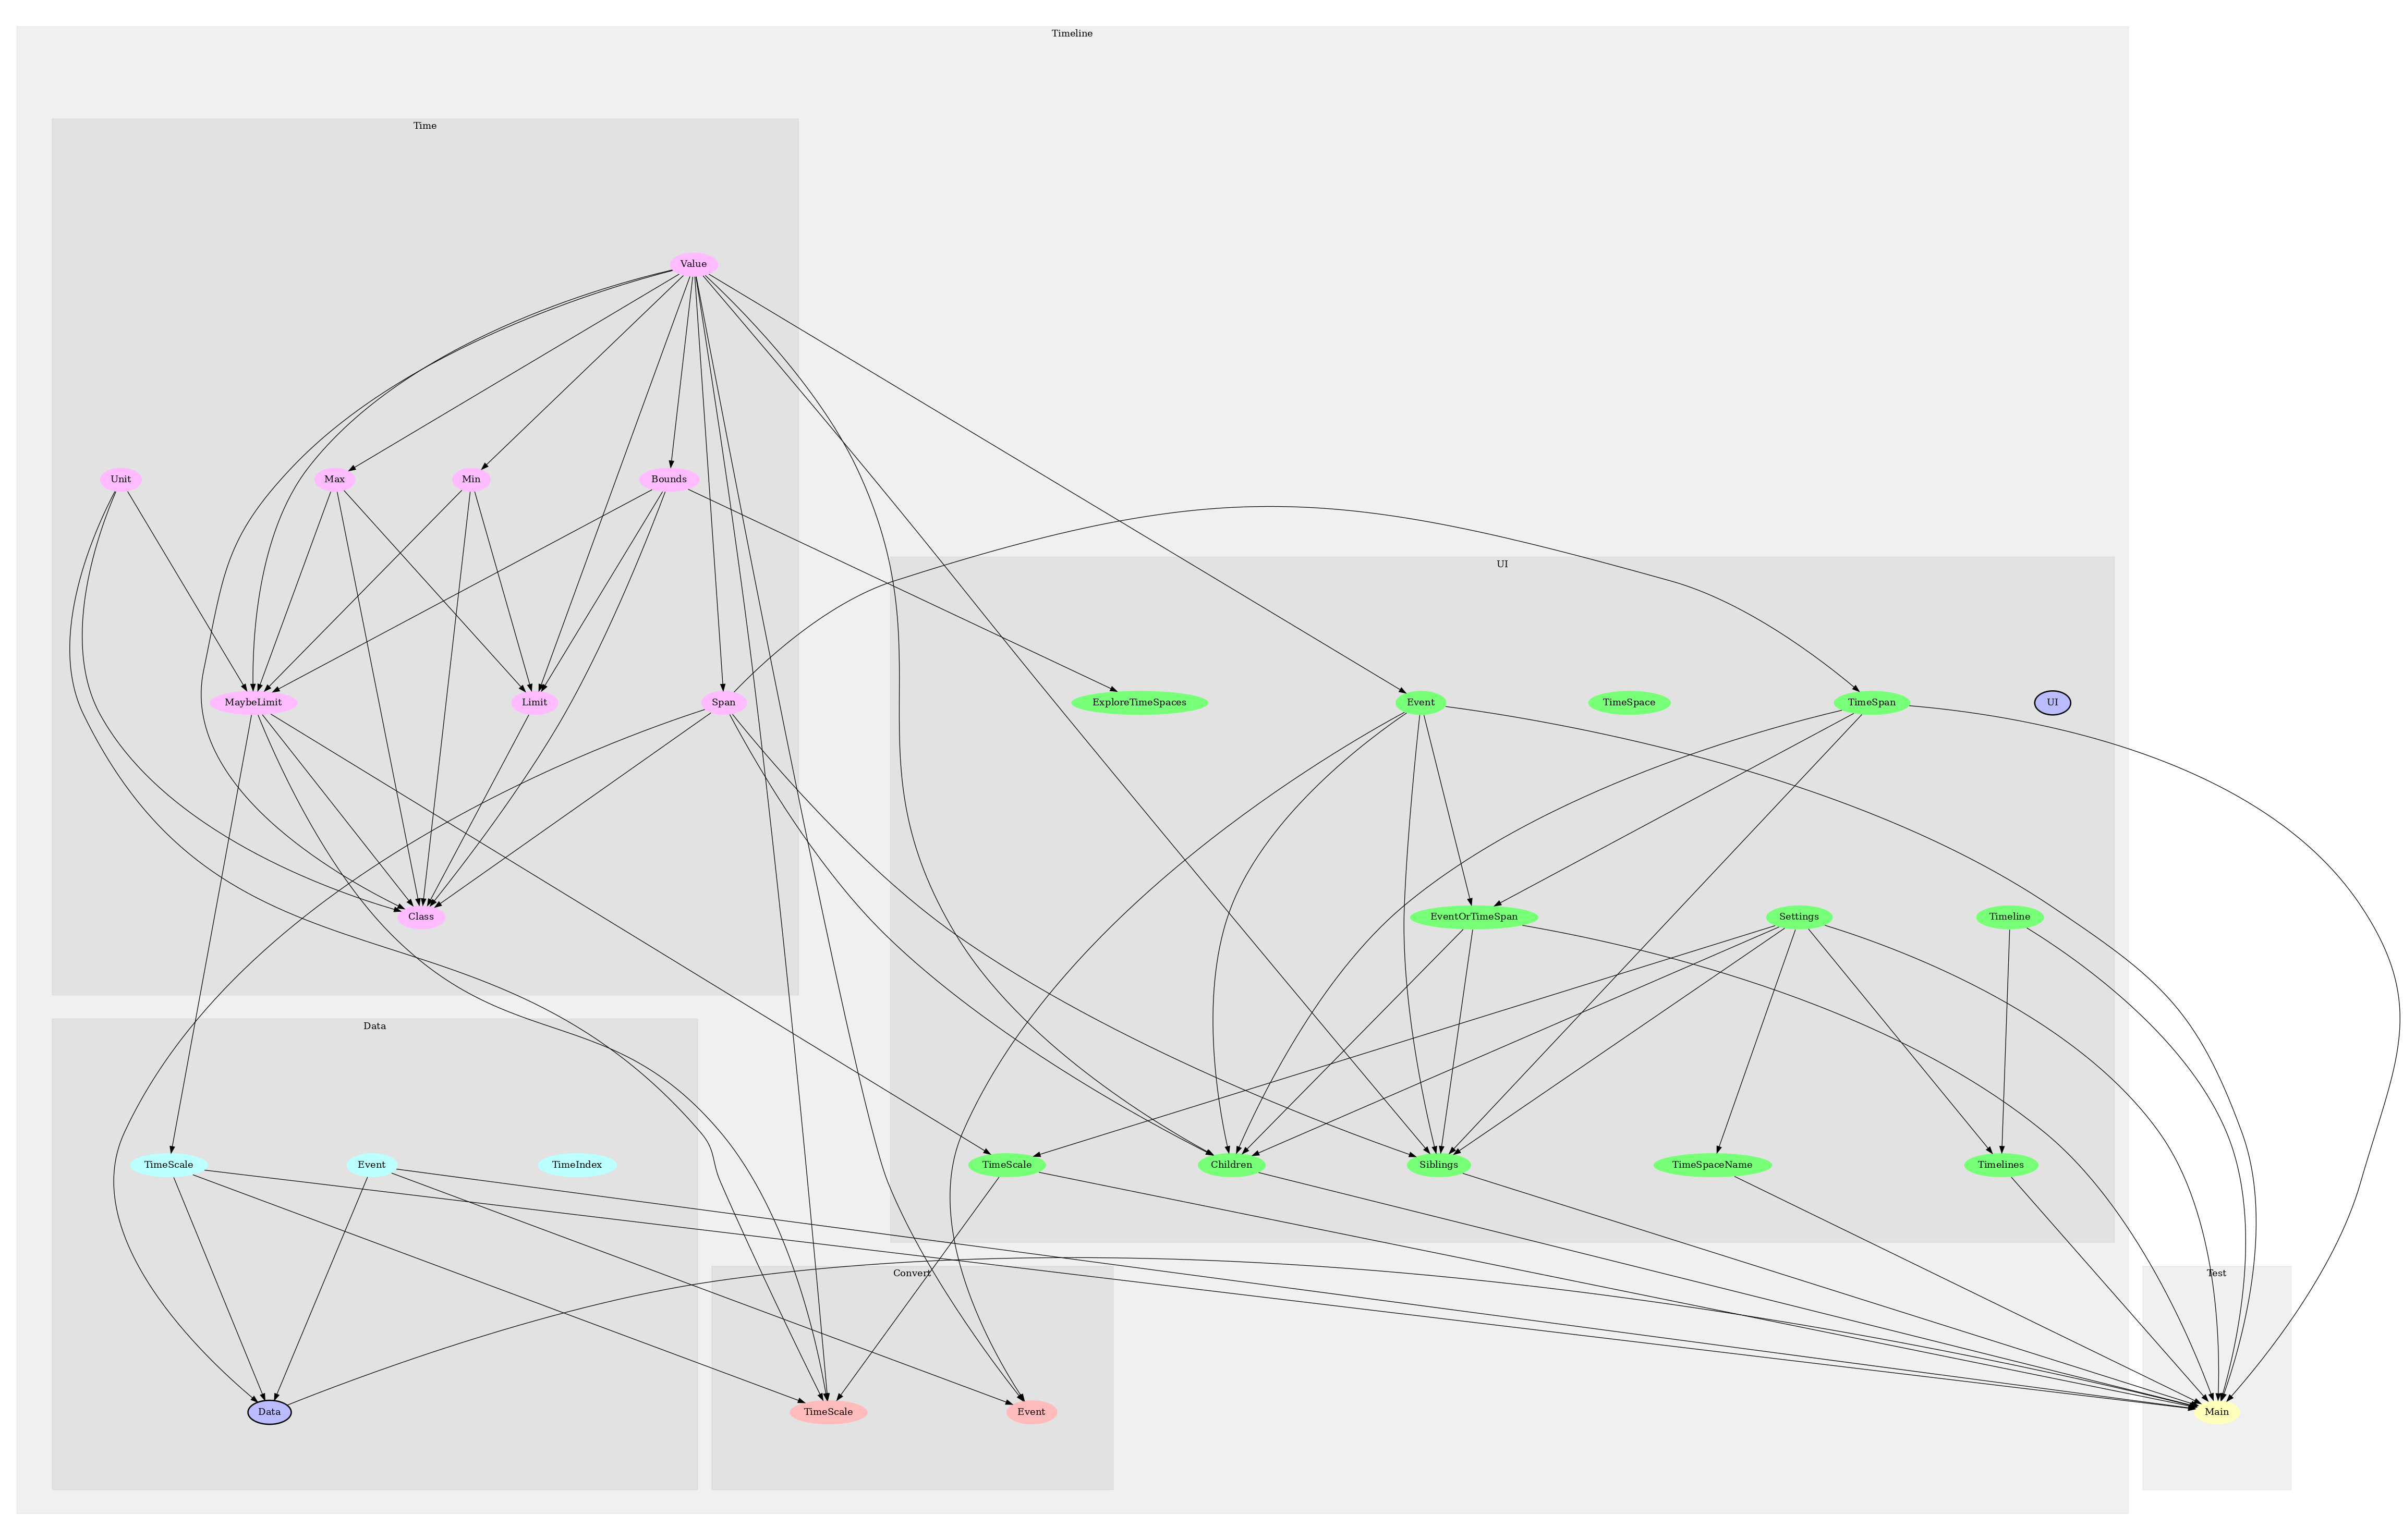 Timeline
Time
Value
Unit
Max
Min
Bounds
UI
MaybeLimit
Limit
Span
ExploreTimeSpaces
Event
TimeSpace
TimeSpan
UI
Class
EventOrTimeSpan
Settings
Timeline
Data
TimeScale
Event
TimeIndex
TimeScale
Children
Siblings
TimeSpaceName
Timelines
Convert
Test
Data
TimeScale
Event
Main